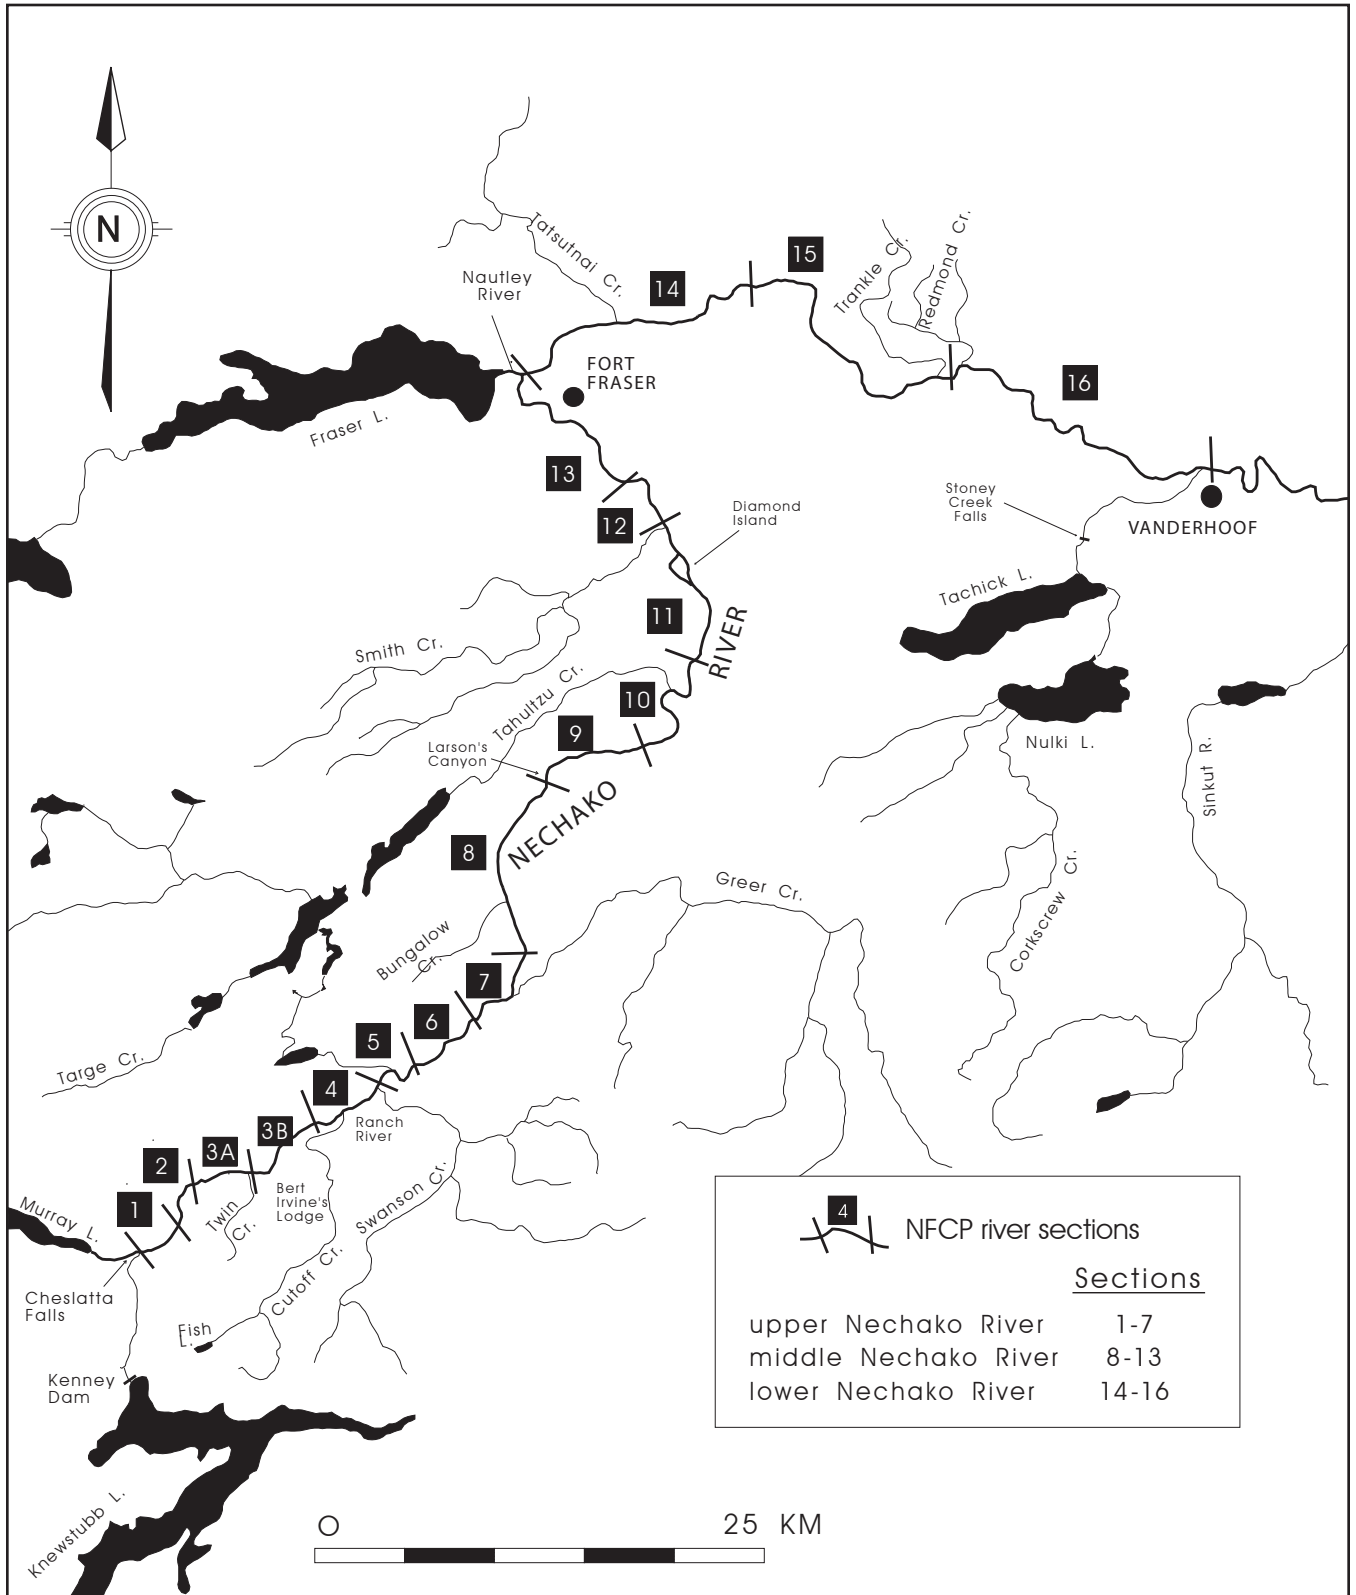 N
Tatsutnai Cr.
Nautley
River
14
15
Trankle Cr.
Redmond Cr.
FORT
FRASER
16
Fraser L.
13
12
Diamond
Island
Stoney
Creek
Falls
VANDERHOOF
Tachick L.
11
RIVER
Smith Cr.
Tahultzu Cr.
10
9
Larson's
Canyon
Nulki L.
Sinkut R.
NECHAKO
8
Greer Cr.
Corkscrew Cr.
Bungalow
Cr.
7
6
5
Targe Cr.
4
Ranch
River
3B
3A
2
1
Murray L.
Twin
Cr.
Bert
Irvine's
Lodge
Swanson Cr.
Cutoff Cr.
Cheslatta
Falls
Fish
L.
Kenney
Dam
Knewstubb L.
4
NFCP river sections
Sections
upper Nechako River 1-7
middle Nechako River 8-13
lower Nechako River 14-16
O 25 KM